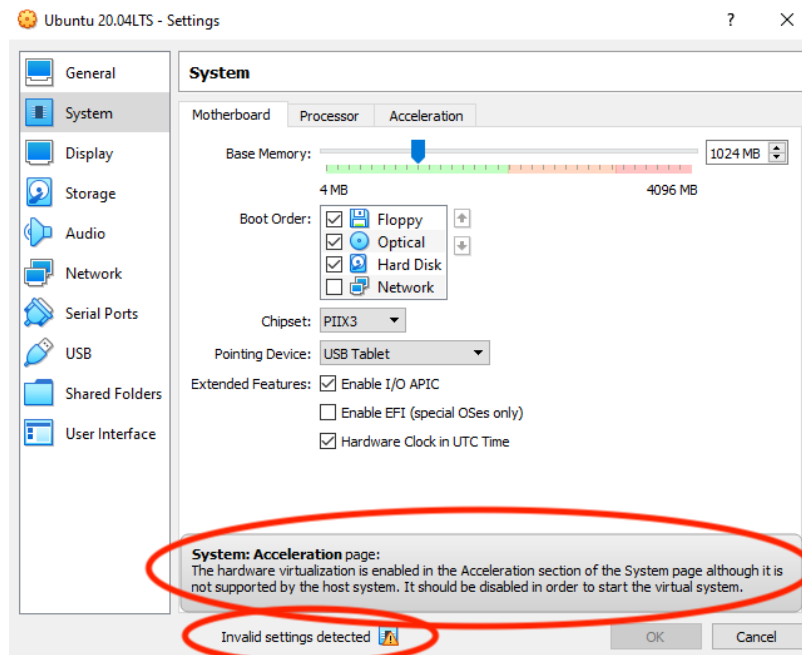 Ubuntu 20.04LTS - Settings ?
General
System
Display
Storage
Audio
Network
Serial Ports
USB
Shared Folders
User Interface
System
Motherboard Processor Acceleration
Base Memory: 1024 MB
4 MB 4096 MB
Boot Order: Floppy
Optical
Hard Disk
Network
Chipset: PIIX3
Pointing Device: USB Tablet
Extended Features: Enable I/O APIC
Enable EFI (special OSes only)
Hardware Clock in UTC Time
System: Acceleration page:
The hardware virtualization is enabled in the Acceleration section of the System page although it is
not supported by the host system. It should be disabled in order to start the virtual system.
Invalid settings detected OK Cancel